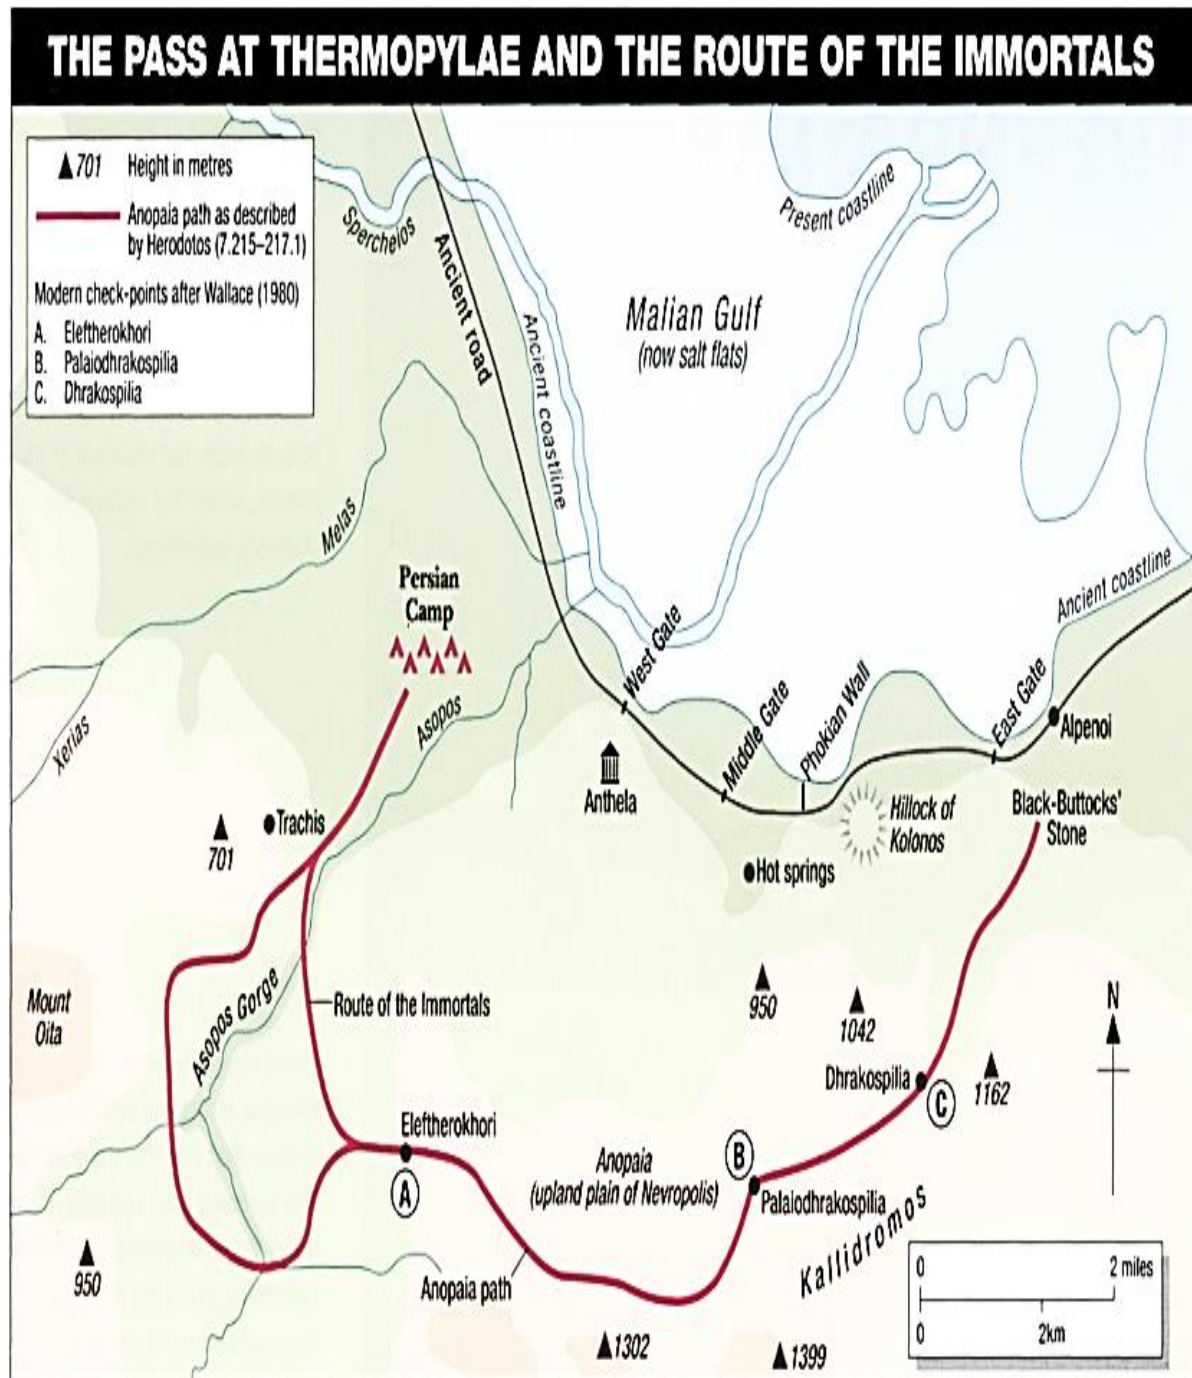 THE PASS AT THERMOPYLAE AND THE ROUTE OF THE IMMORTALS
701 Height in metres
Anopaia path as described
by Herodotos (7.215–217.1)
Modern check-points after Wallace (1980)
A. Eleftherokhori
B. Palaiodhrakospilia
C. Dhrakospilia
Spercheios
Ancient road
Ancient coastline
Present coastline
Malian Gulf
(now salt flats)
Melas
Persian
Camp
Ancient coastline
West Gate
Middle Gate
Phokian Wall
East Gate
Alpenoi
Xerias
Asopos
Anthela
Trachis
701
Hillock of
Kolonos
Black-Buttocks'
Stone
Hot springs
Mount
Oita
Asopos Gorge
Route of the Immortals
950
1042
1162
N
Dhrakospilia
C
Eleftherokhori
A
Anopaia
(upland plain of Nevropolis)
B
Palaiodhrakospilia
Kallidromos
950
Anopaia path
1302
1399
0 2 miles
0 2km